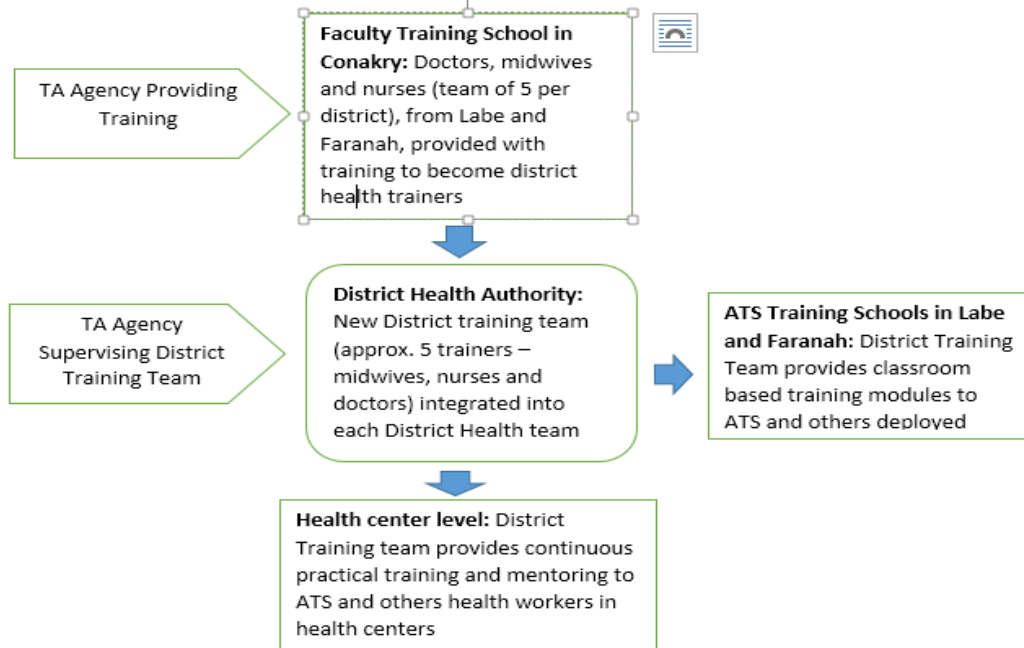 TA Agency Providing
Training
Faculty Training School in
Conakry: Doctors, midwives
and nurses (team of 5 per
district), from Labe and
Faranah, provided with
training to become district
health trainers
TA Agency
Supervising District
Training Team
District Health Authority:
New District training team
(approx. 5 trainers –
midwives, nurses and
doctors) integrated into
each District Health team
ATS Training Schools in Labe
and Faranah: District Training
Team provides classroom
based training modules to
ATS and others deployed
Health center level: District
Training team provides continuous
practical training and mentoring to
ATS and others health workers in
health centers